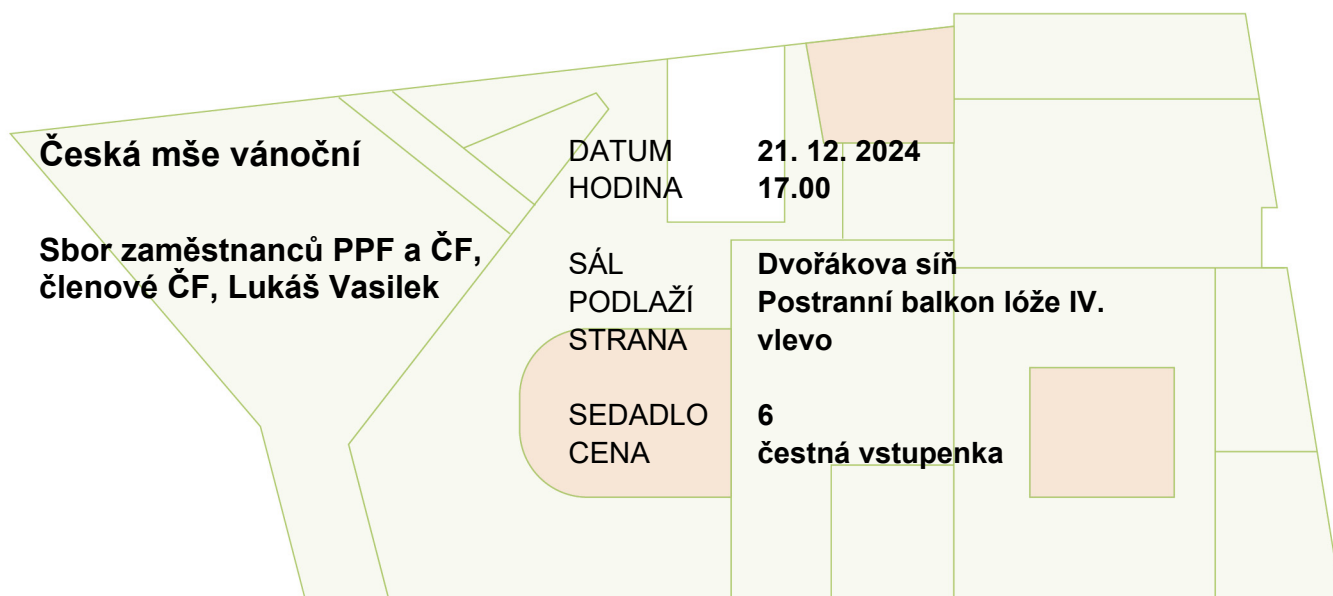 Česká mše vánoční
Sbor zaměstnanců PPF a ČF,
členové ČF, Lukáš Vasilek
DATUM 21. 12. 2024
HODINA 17.00
SÁL Dvořákova síň
PODLAŽÍ Postranní balkon lóže IV.
STRANA vlevo
SEDADLO 6
CENA čestná vstupenka